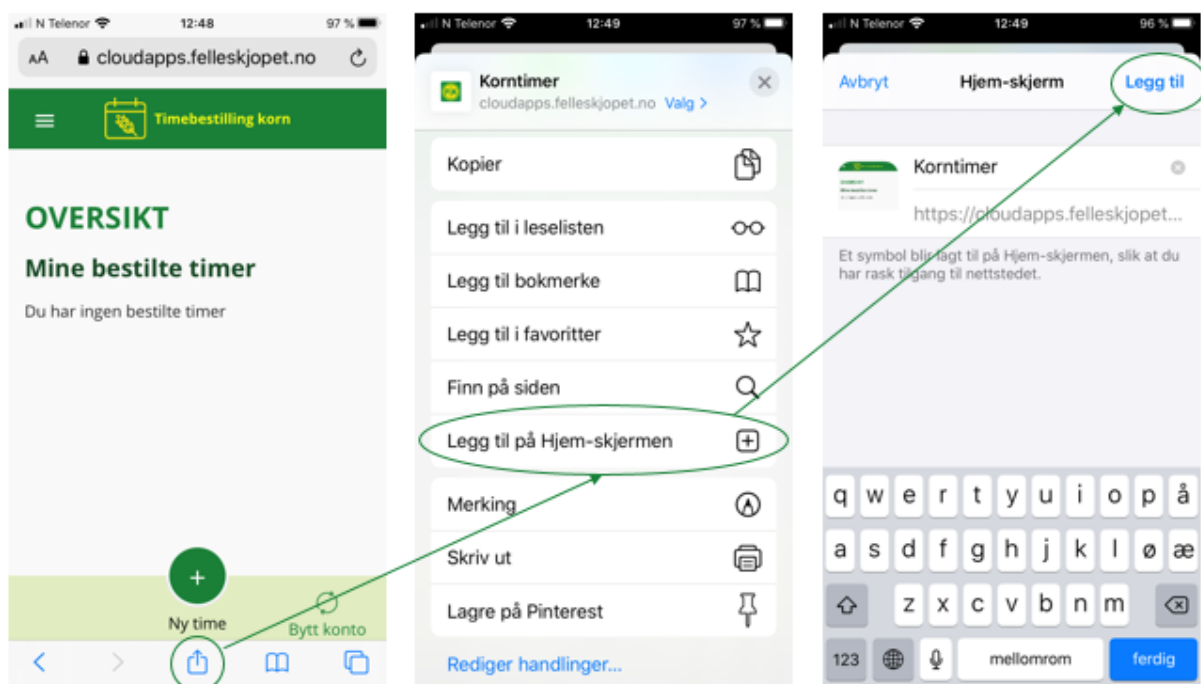 N Telenor 12:48 97 %
AA cloudapps.felleskjopet.no
Timebestilling korn
OVERSIKT
Mine bestilte timer
Du har ingen bestilte timer
+
Ny time
Bytt konto
N Telenor 12:49 97 %
Korntimer
cloudapps.felleskjopet.no Valg >
Kopier
Legg til i leselisten
Legg til bokmerke
Legg til i favoritter
Finn på siden
Legg til på Hjem-skjermen
Merking
Skriv ut
Lagre på Pinterest
Rediger handlinger...
N Telenor 12:49 96 %
Avbryt Hjem-skjerm Legg til
Korntimer
https://cloudapps.felleskjopet...
Et symbol blir lagt til på Hjem-skjermen, slik at du
har rask tilgang til nettstedet.
q w e r t y u i o p å
a s d f g h j k l ø æ
z x c v b n m
123 mellomrom ferdig